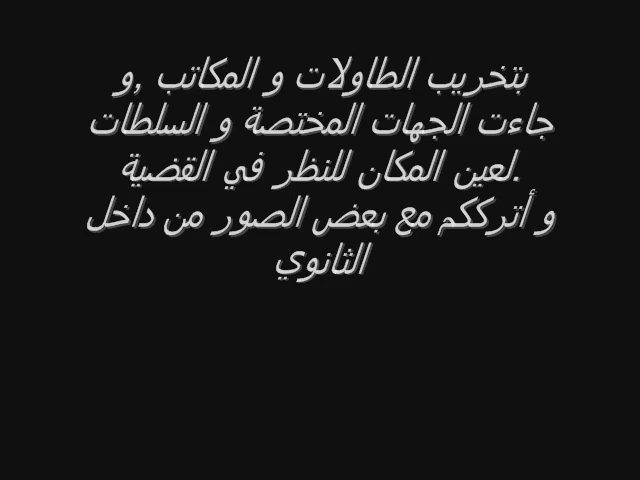 بتخريب الطاولات و المكاتب ,و
جاءت الجهات المختصة و السلطات
لعين المكان للنظر في القضية.
و أترككم مع بعض الصور من داخل
الثانوي